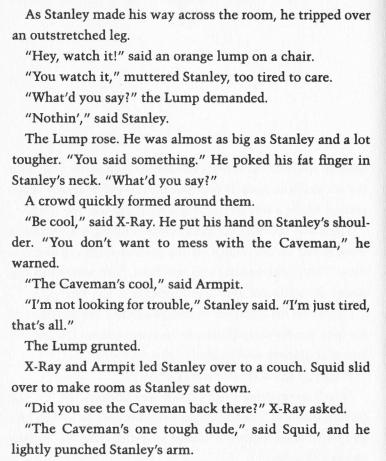 As Stanley made his way across the room, he tripped over
an outstretched leg.
"Hey, watch it!" said an orange lump on a chair.
"You watch it," muttered Stanley, too tired to care.
"What'd you say?" the Lump demanded.
"Nothin'," said Stanley.
The Lump rose. He was almost as big as Stanley and a lot
tougher. "You said something." He poked his fat finger in
Stanley's neck. "What'd you say?"
A crowd quickly formed around them.
"Be cool," said X-Ray. He put his hand on Stanley's shoul-
der. "You don't want to mess with the Caveman," he
warned.
"The Caveman's cool," said Armpit.
"I'm not looking for trouble," Stanley said. "I'm just tired,
that's all."
The Lump grunted.
X-Ray and Armpit led Stanley over to a couch. Squid slid
over to make room as Stanley sat down.
"Did you see the Caveman back there?" X-Ray asked.
"The Caveman's one tough dude," said Squid, and he
lightly punched Stanley's arm.